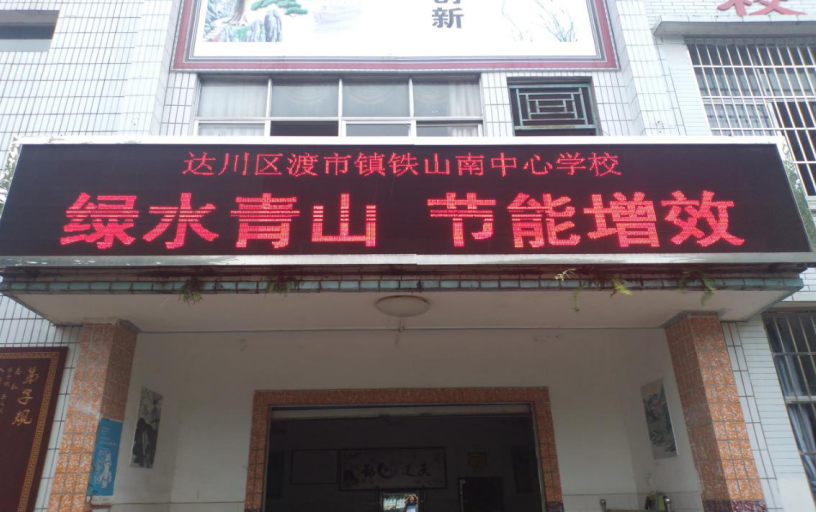 创新
校
达川区渡市镇铁山南中心学校
绿水青山 节能增效
弟子规